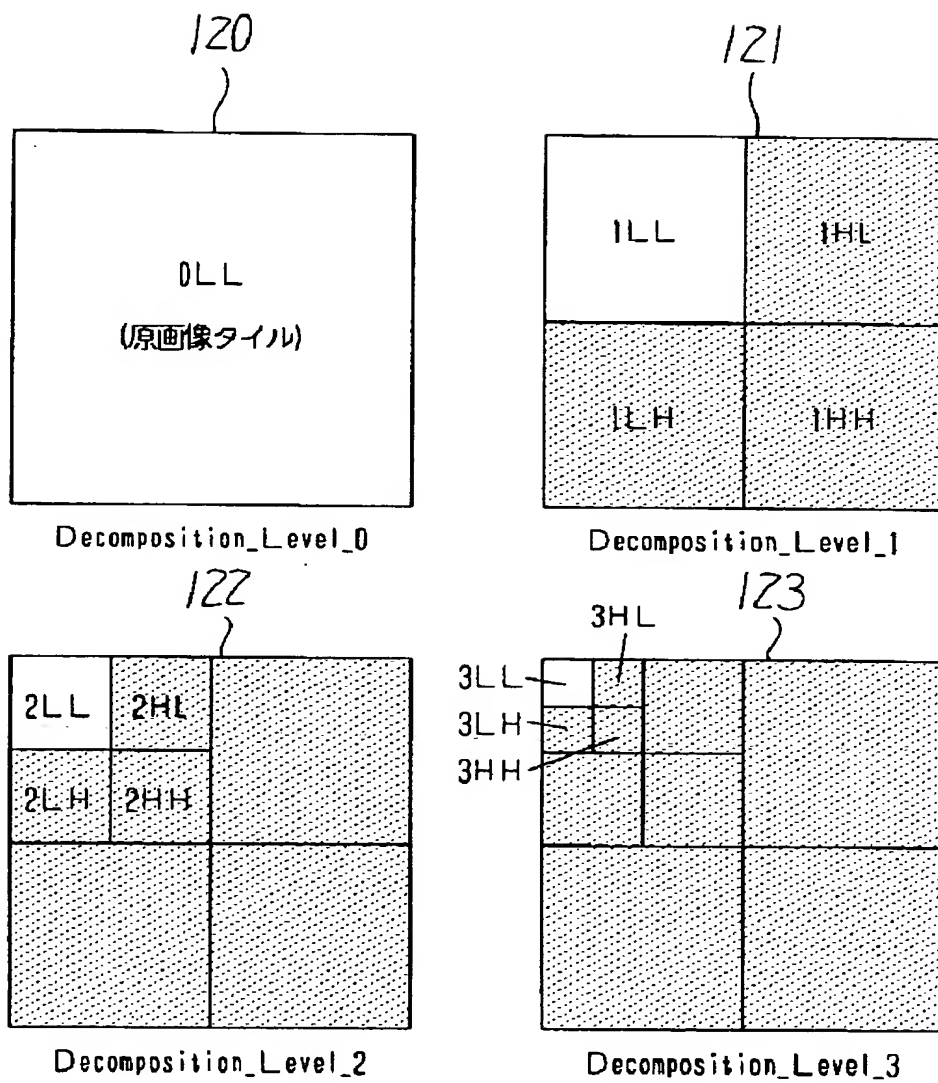 120
0LL
(原画像タイル)
Decomposition_Level_0
121
1LL 1HL
1LH 1HH
Decomposition_Level_1
122
2LL 2HL
2LH 2HH
Decomposition_Level_2
123
3HL
3LL
3LH
3HH
Decomposition_Level_3